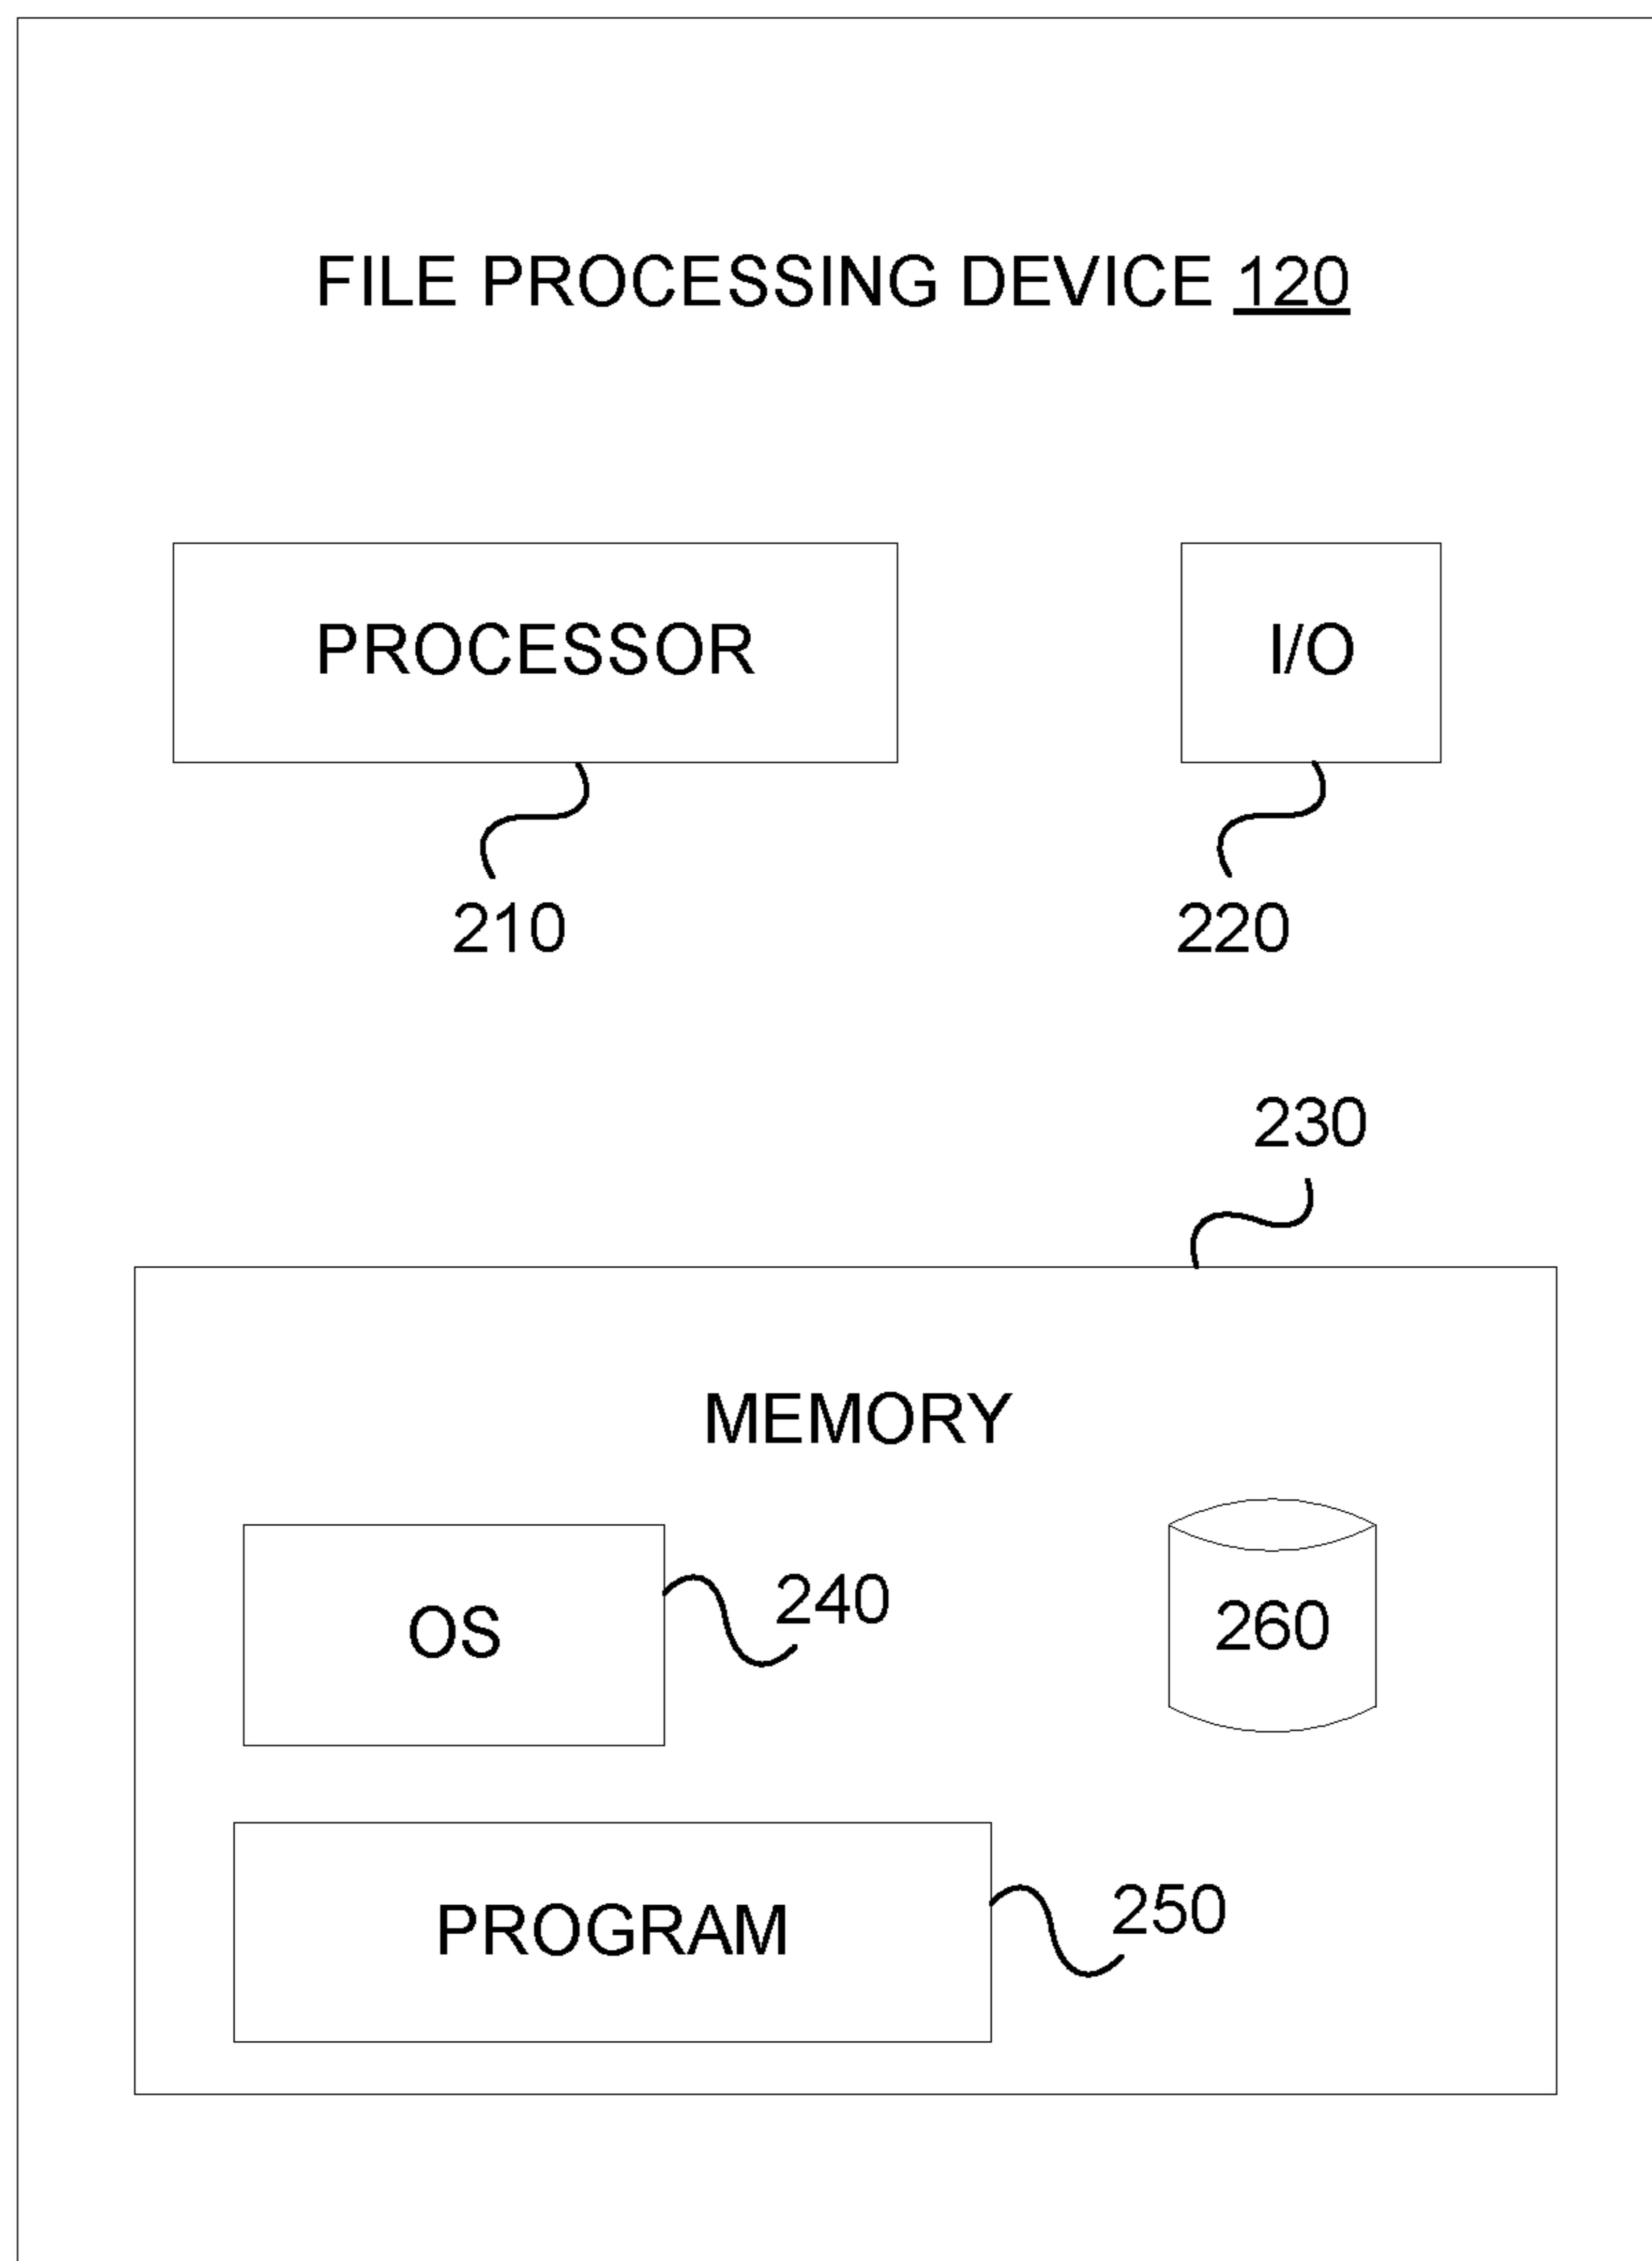 FILE PROCESSING DEVICE 120
PROCESSOR
I/O
210
220
230
MEMORY
OS
240
260
PROGRAM
250